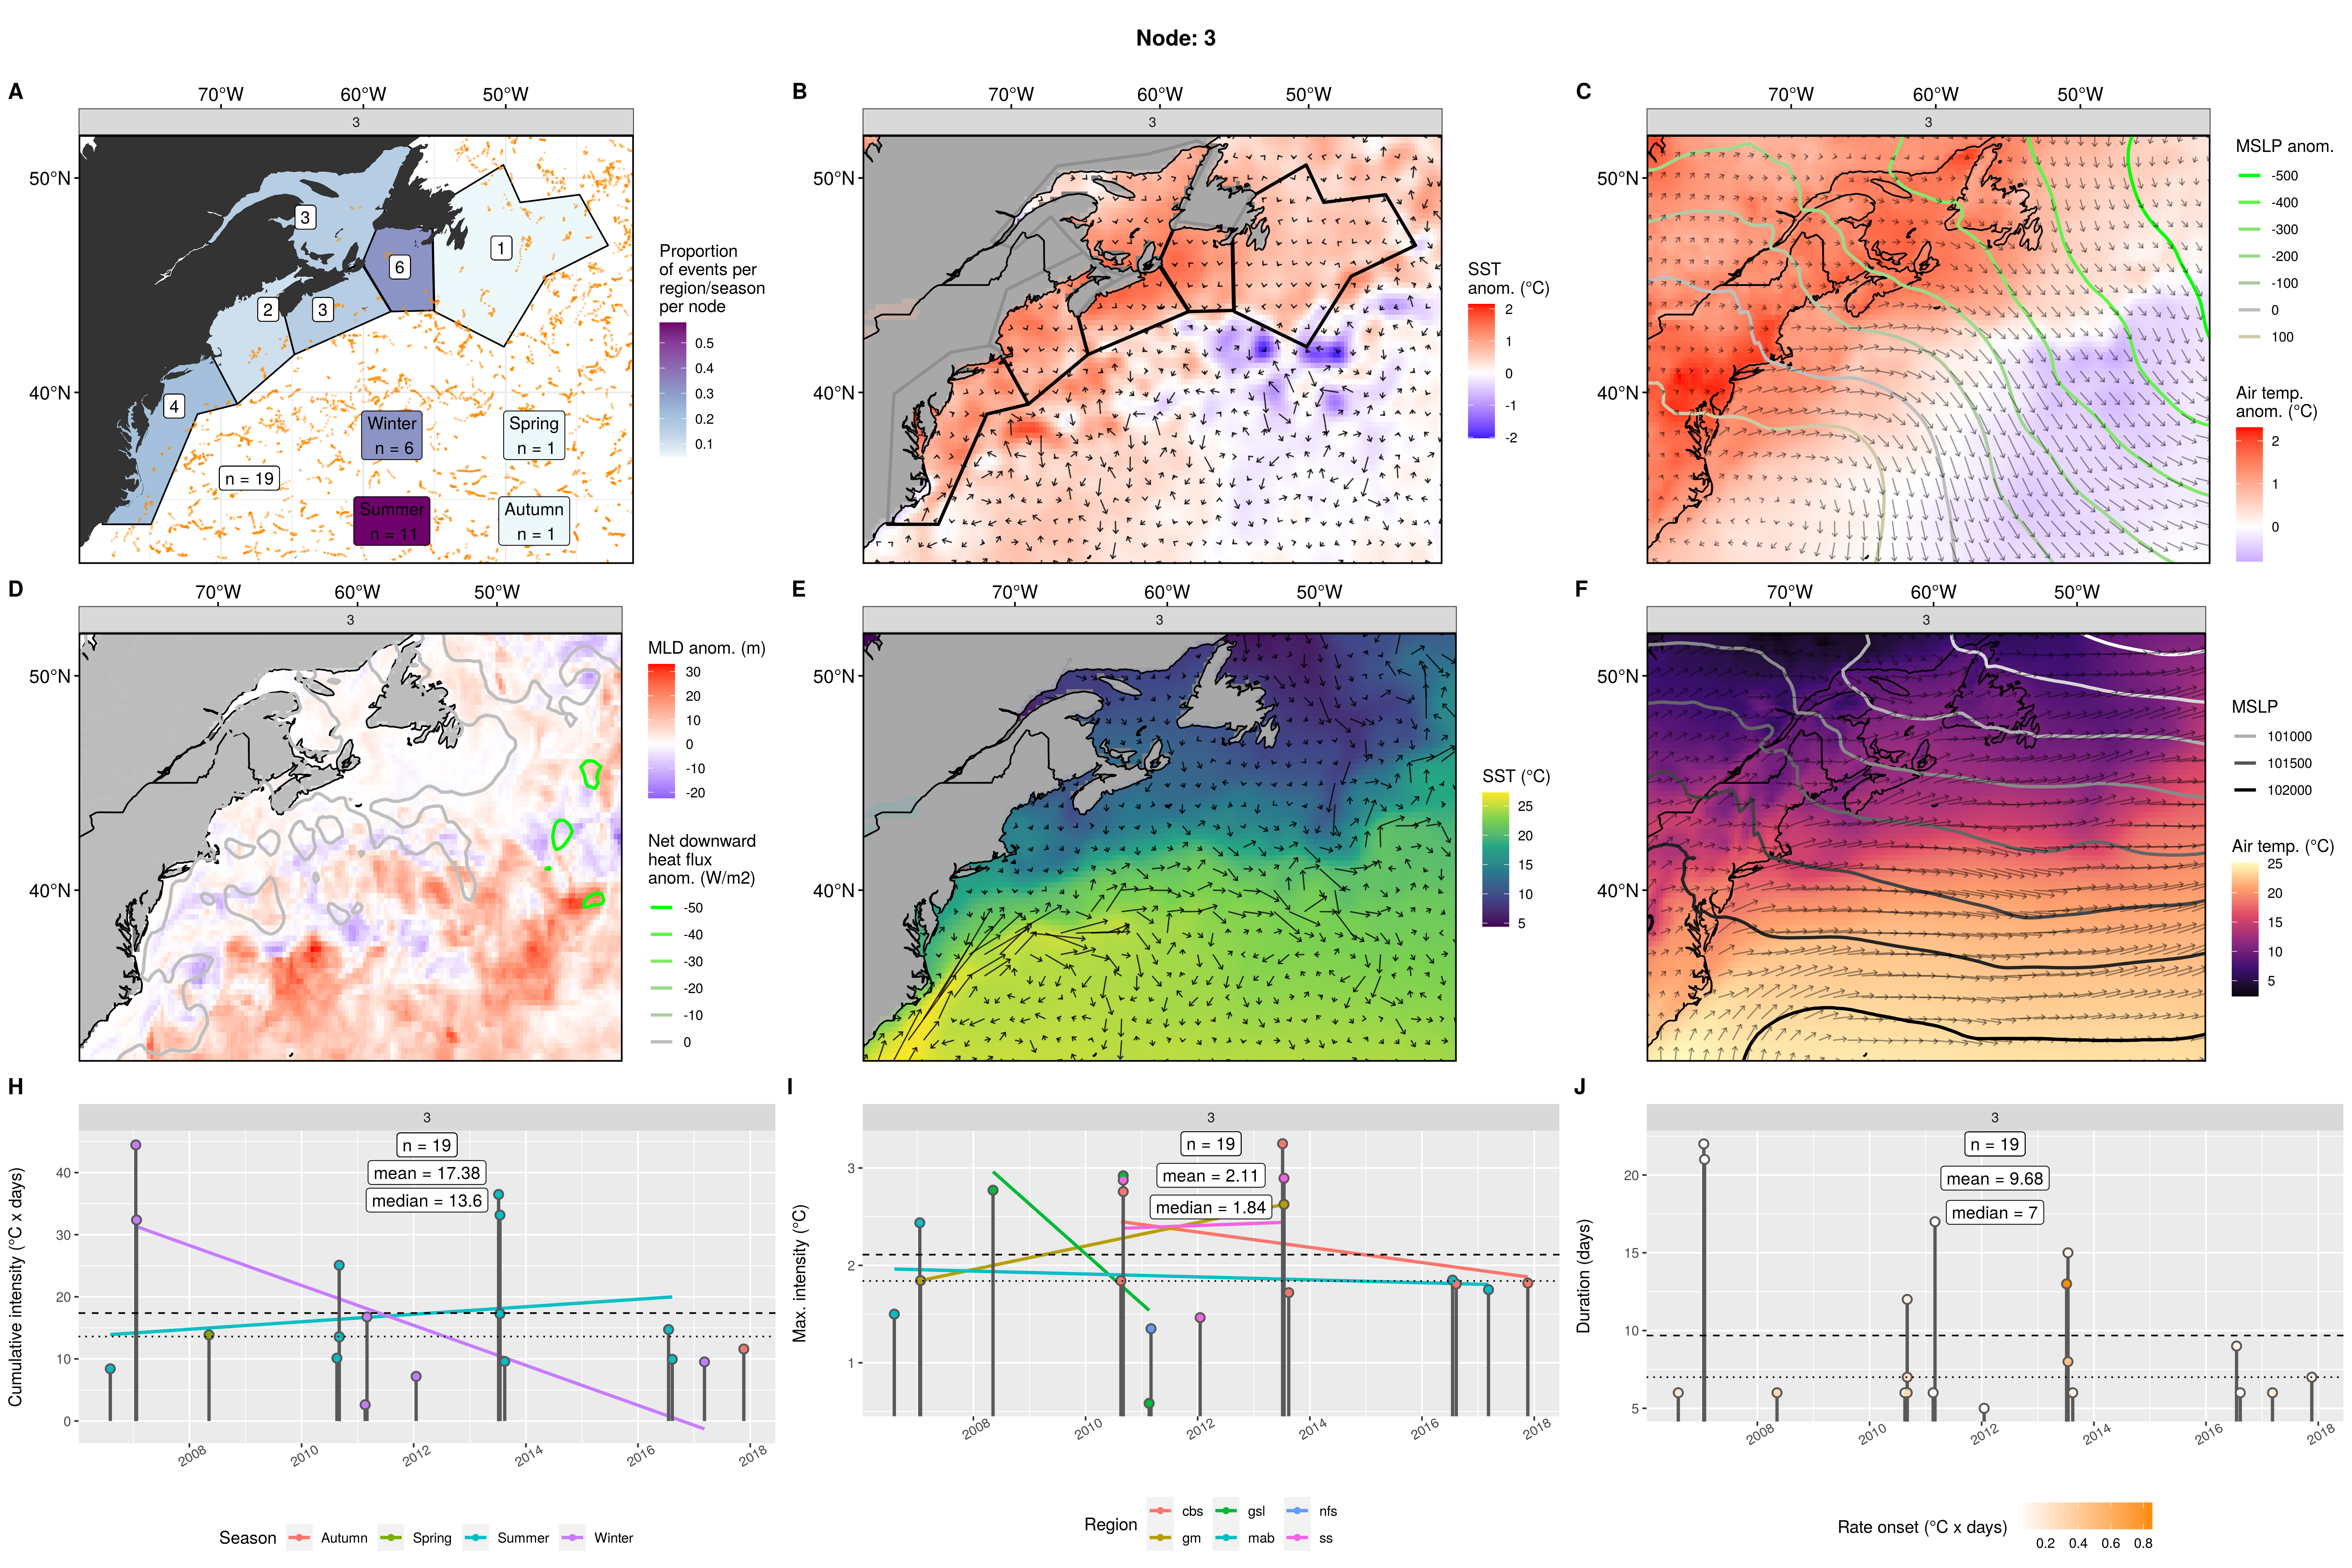 Node: 3
A
70°W 60°W 50°W
3
50°N
40°N
3
6
1
2
3
4
n = 19
Winter
n = 6
Spring
n = 1
Summer
n = 11
Autumn
n = 1
Proportion
of events per
region/season
per node
0.5
0.4
0.3
0.2
0.1
B
70°W 60°W 50°W
3
50°N
40°N
SST
anom. (°C)
2
1
0
-1
-2
C
70°W 60°W 50°W
3
50°N
40°N
MSLP anom.
-500
-400
-300
-200
-100
0
100
Air temp.
anom. (°C)
2
1
0
D
70°W 60°W 50°W
3
50°N
40°N
MLD anom. (m)
30
20
10
0
-10
-20
Net downward
heat flux
anom. (W/m2)
-50
-40
-30
-20
-10
0
E
70°W 60°W 50°W
3
50°N
40°N
SST (°C)
25
20
15
10
5
F
70°W 60°W 50°W
3
50°N
40°N
MSLP
101000
101500
102000
Air temp. (°C)
25
20
15
10
5
H
3
n = 19
mean = 17.38
median = 13.6
Cumulative intensity (°C x days)
40
30
20
10
0
2008 2010 2012 2014 2016 2018
Season Autumn Spring Summer Winter
I
3
n = 19
mean = 2.11
median = 1.84
Max. intensity (°C)
3
2
1
2008 2010 2012 2014 2016 2018
Region
cbs gsl nfs
gm mab ss
J
3
n = 19
mean = 9.68
median = 7
Duration (days)
20
15
10
5
2008 2010 2012 2014 2016 2018
Rate onset (°C x days)
0.2 0.4 0.6 0.8